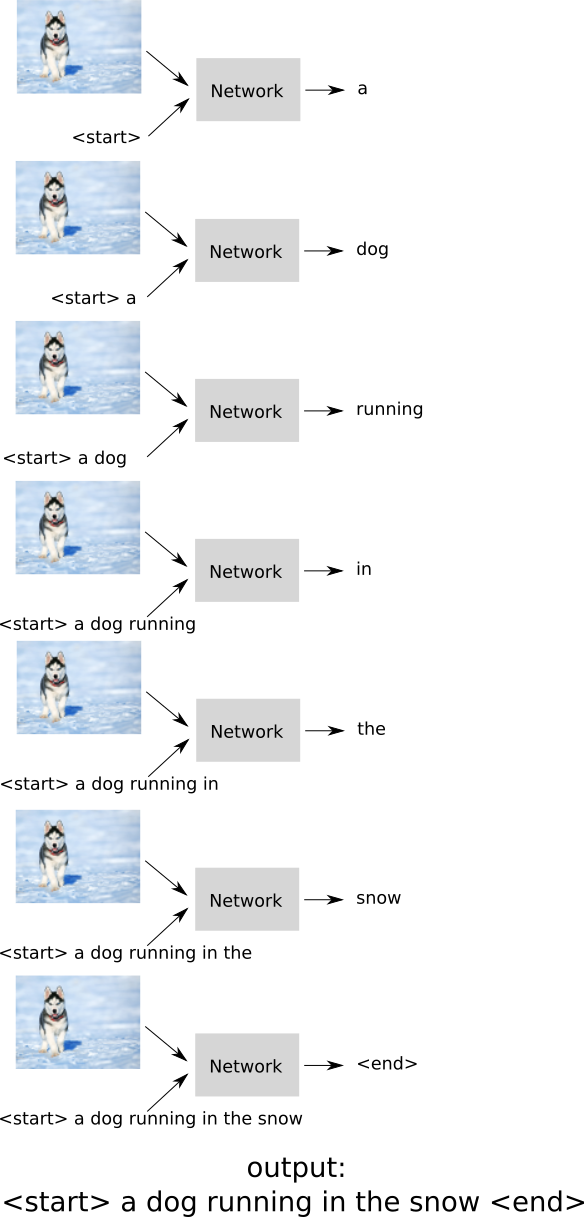 Network
a
<start>
Network
dog
<start> a
Network
running
<start> a dog
Network
in
<start> a dog running
Network
the
<start> a dog running in
Network
snow
<start> a dog running in the
Network
<end>
<start> a dog running in the snow
output:
<start> a dog running in the snow <end>